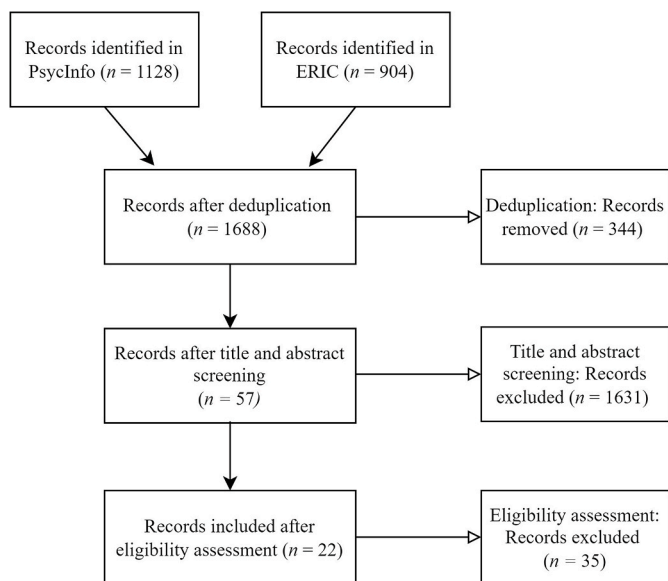 Records identified in
PsycInfo (n = 1128)
Records identified in
ERIC (n = 904)
Records after deduplication
(n = 1688)
Deduplication: Records
removed (n = 344)
Records after title and abstract
screening
(n = 57)
Title and abstract
screening: Records
excluded (n = 1631)
Records included after
eligibility assessment (n = 22)
Eligibility assessment:
Records excluded
(n = 35)